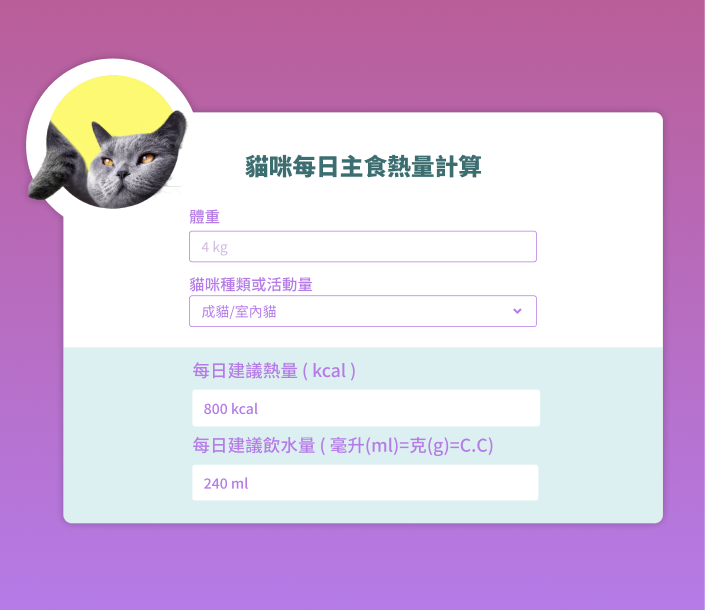 貓咪每日主食熱量計算
體重
4 kg
貓咪種類或活動量
成貓/室內貓
每日建議熱量 ( kcal )
800 kcal
每日建議飲水量 ( 毫升(ml)=克(g)=C.C)
240 ml